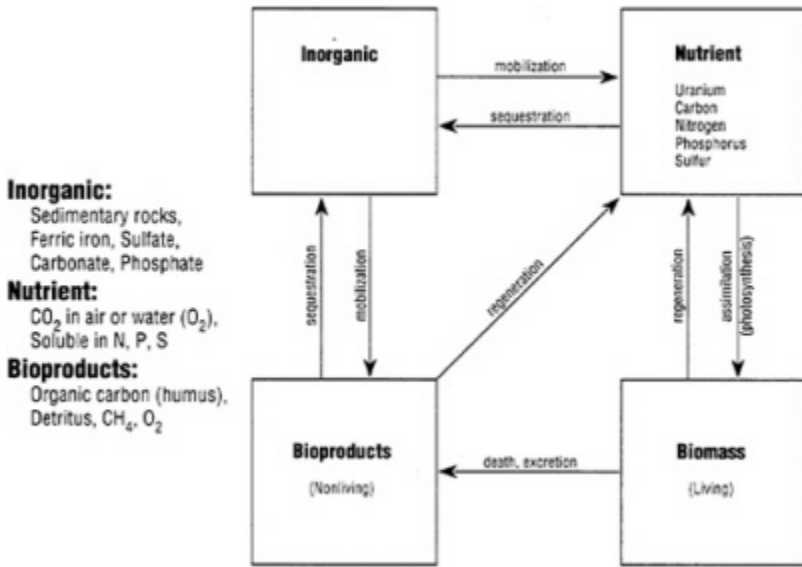 Inorganic
mobilization
sequestration
Nutrient
Uranium
Carbon
Nitrogen
Phosphorus
Sulfur
Inorganic:
Sedimentary rocks,
Ferric iron, Sulfate,
Carbonate, Phosphate
Nutrient:
CO₂ in air or water (O₂),
Soluble in N, P, S
Bioproducts:
Organic carbon (humus),
Detritus, CH₄, O₂
sequestration
mobilization
regeneration
regeneration
assimilation
(photosynthesis)
Bioproducts
(Nonliving)
death, excretion
Biomass
(Living)